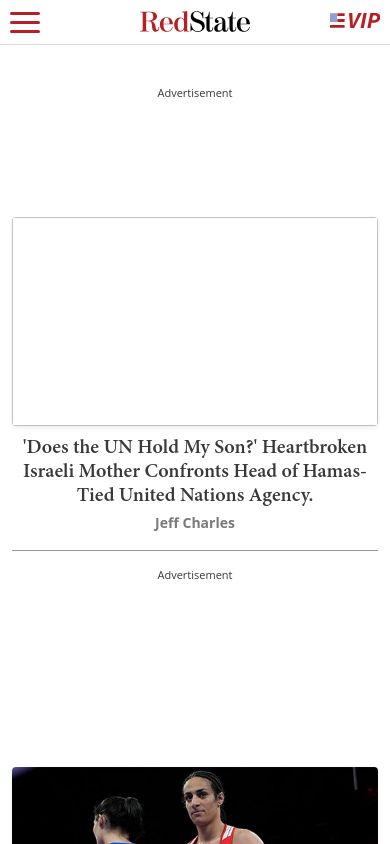 RedState
VIP
Advertisement
'Does the UN Hold My Son?' Heartbroken
Israeli Mother Confronts Head of Hamas-
Tied United Nations Agency.
Jeff Charles
Advertisement